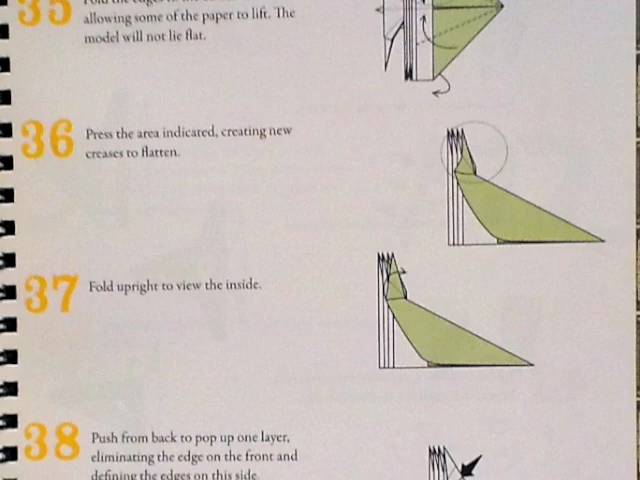 35
allowing some of the paper to lift. The
model will not lie flat.
36
Press the area indicated, creating new
creases to flatten.
37
Fold upright to view the inside.
38
Push from back to pop up one layer,
eliminating the edge on the front and
defining the edges on this side.